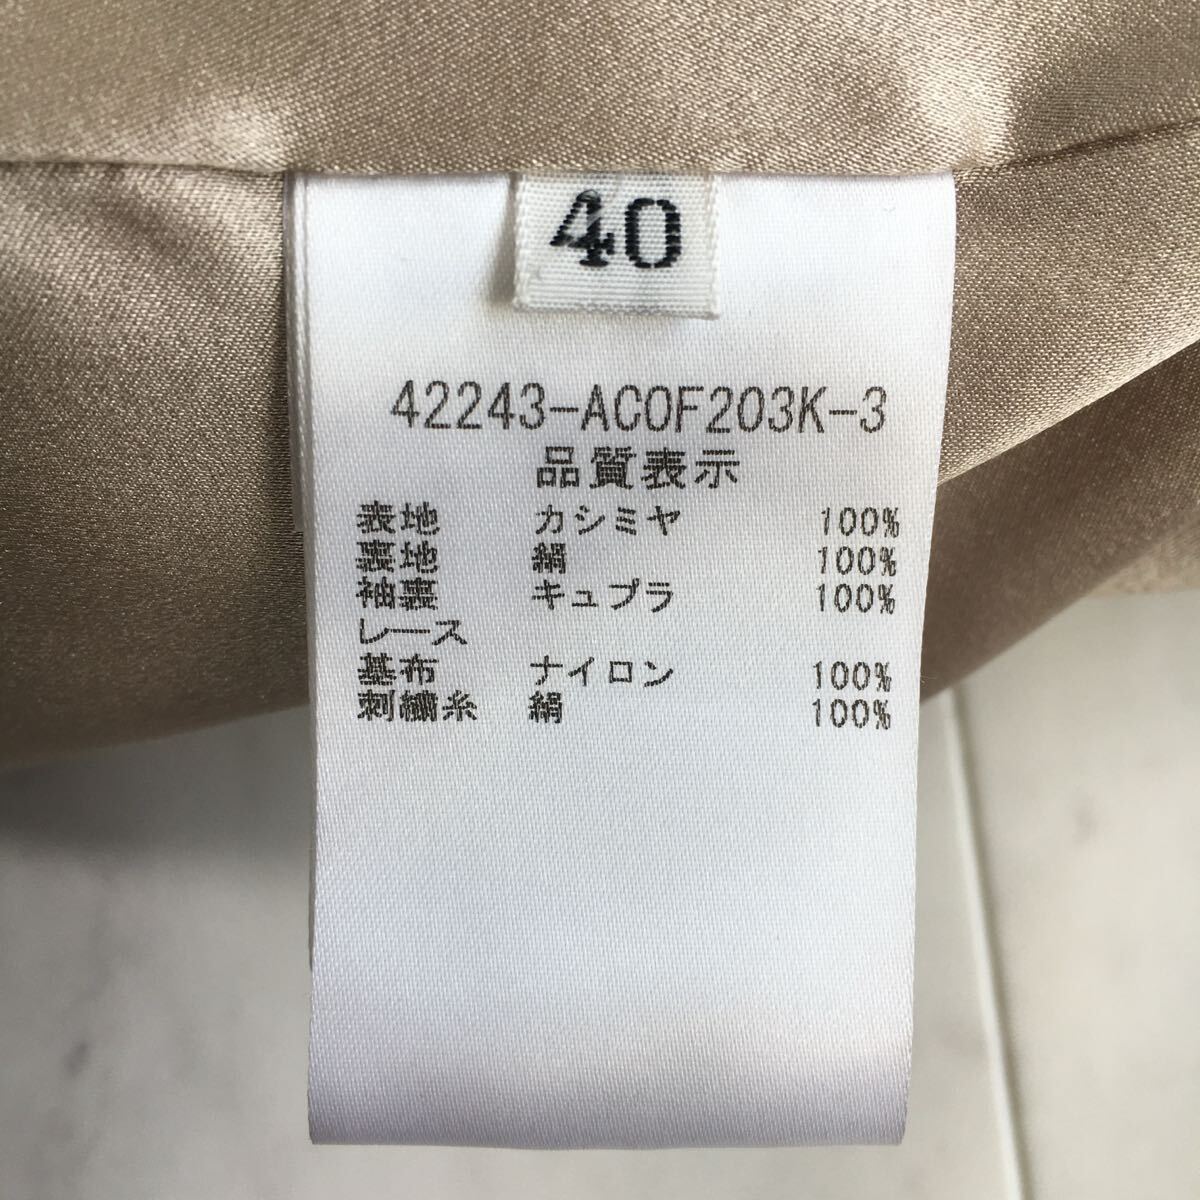 40
42243-ACOF203K-3
品質表示
表地 カシミヤ 100%
裏地 絹 100%
袖裏 キュプラ 100%
レース
基布 ナイロン 100%
刺繍糸 絹 100%